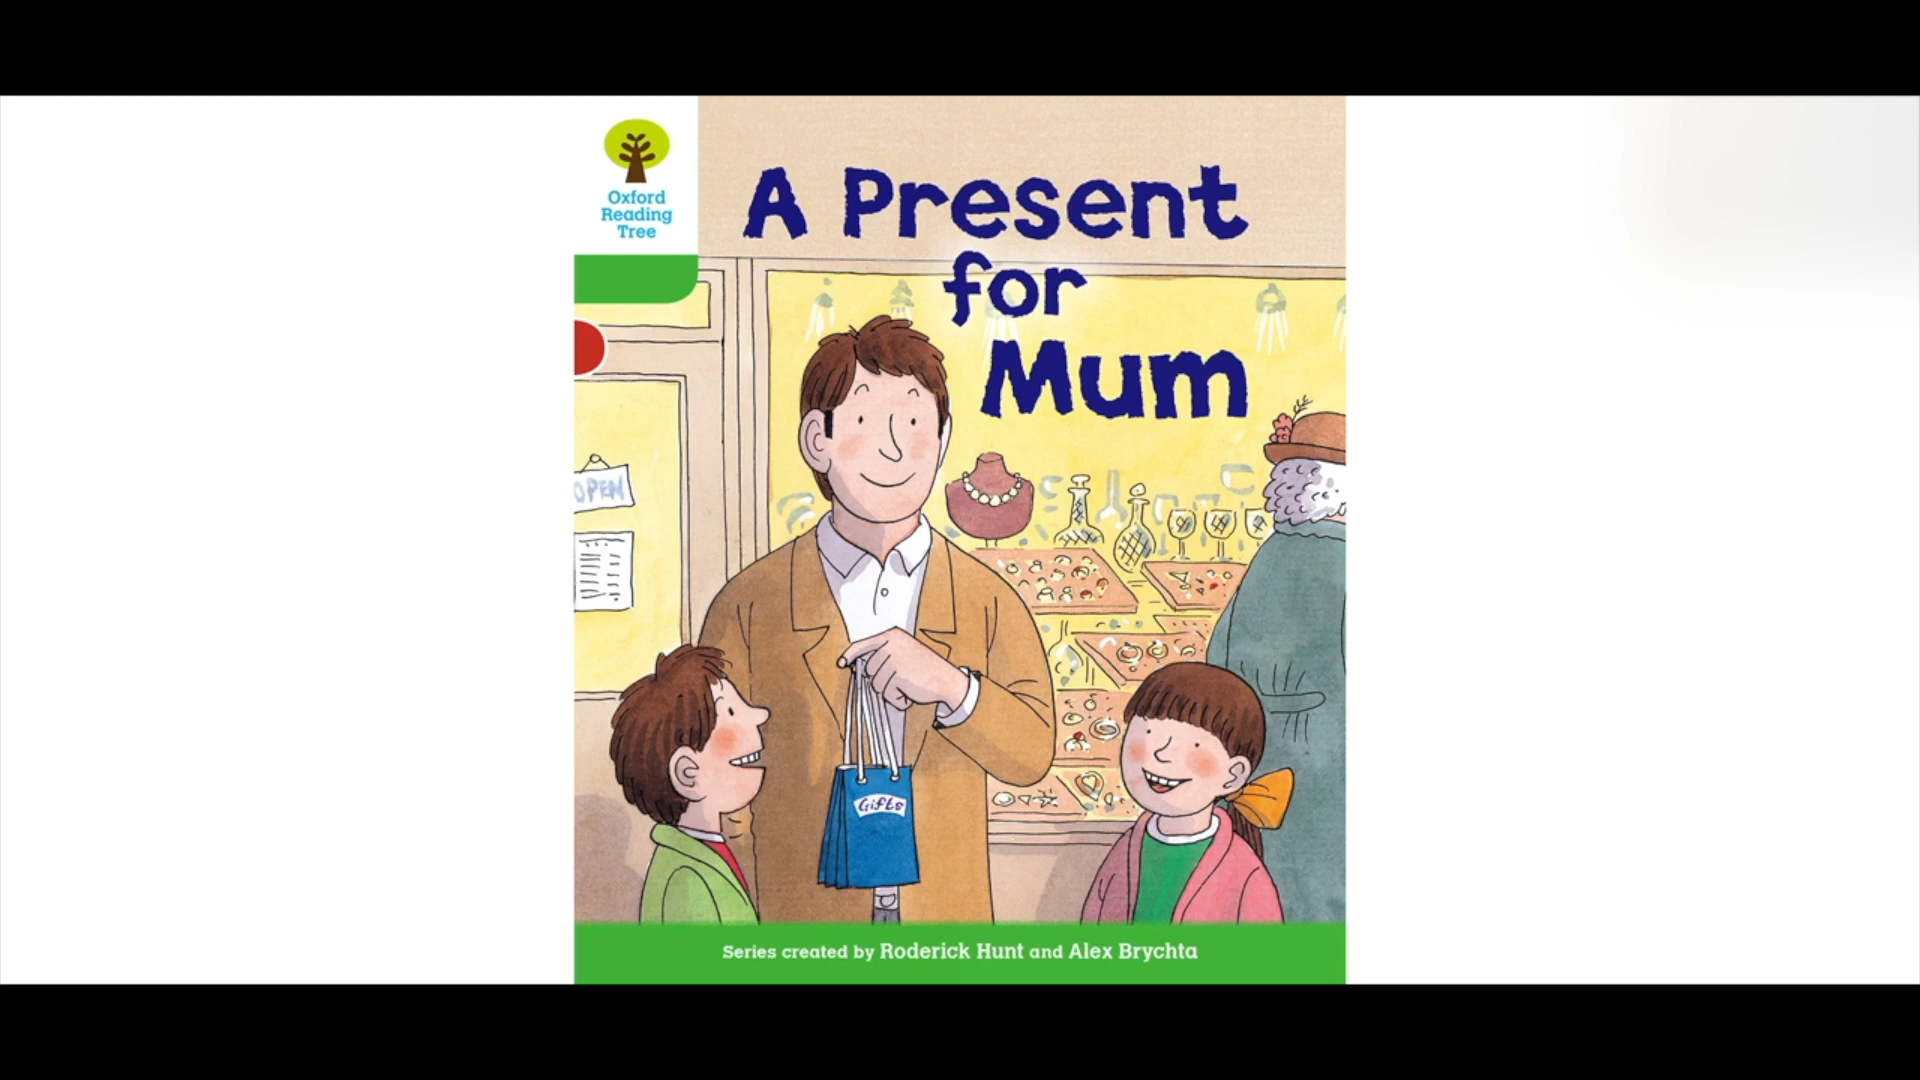 Oxford
Reading
Tree
A Present
for
Mum
OPEN
Gifts
Series created by Roderick Hunt and Alex Brychta